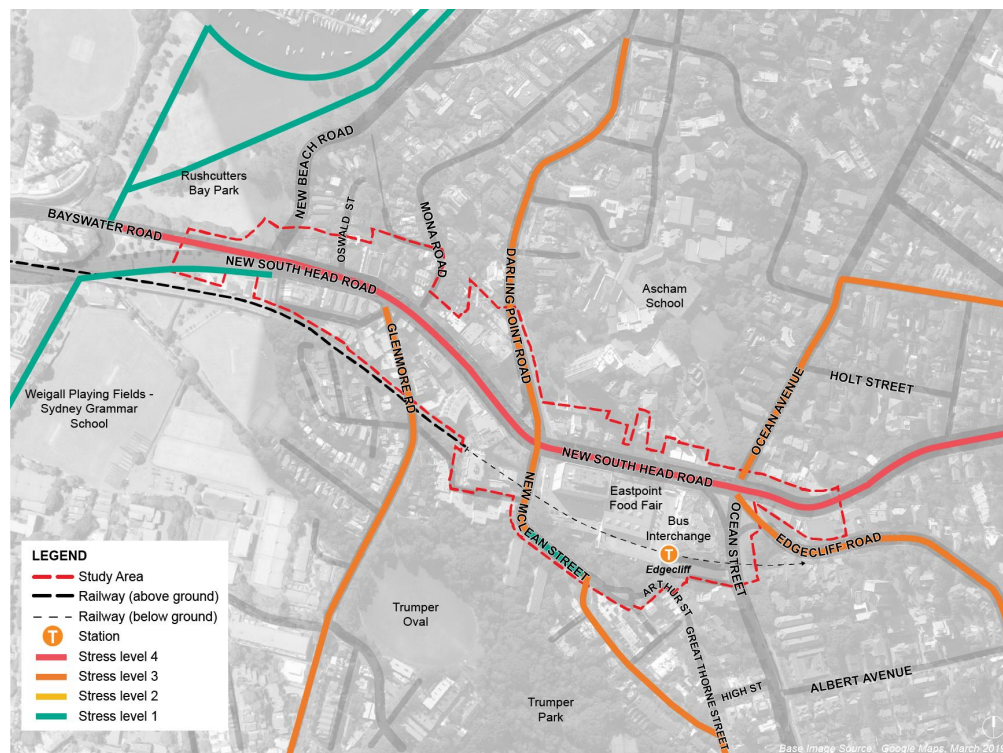 Rushcutters
Bay Park
NEW BEACH ROAD
OSWALD ST
MONA ROAD
BAYSWATER ROAD
NEW SOUTH HEAD ROAD
DARLING POINT ROAD
Ascham
School
GLENMORE RD
HOLT STREET
OCEAN AVENUE
Weigall Playing Fields -
Sydney Grammar
School
NEW SOUTH HEAD ROAD
Eastpoint
Food Fair
NEW MCLEAN STREET
Bus
Interchange
T
Edgecliff
OCEAN STREET
EDGECLIFF ROAD
ARTHUR ST
Trumper
Oval
GREAT THORNE STREET
HIGH ST
ALBERT AVENUE
Trumper
Park
LEGEND
Study Area
Railway (above ground)
Railway (below ground)
T Station
Stress level 4
Stress level 3
Stress level 2
Stress level 1
Base Image Source: Google Maps, March 201